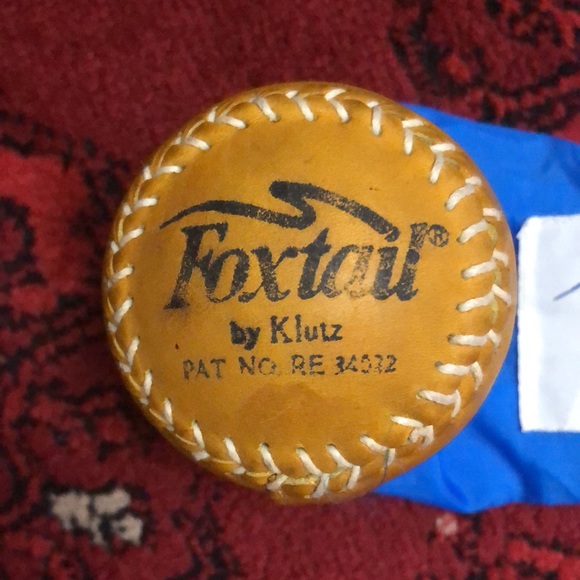 Foxtail®
by Klutz
PAT NO. RE 34032